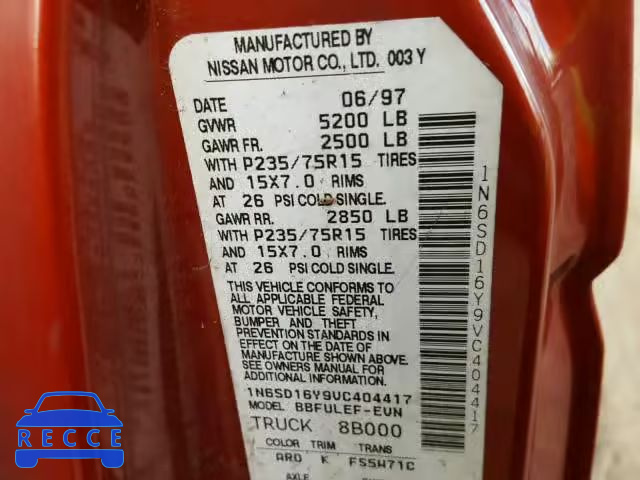 MANUFACTURED BY
NISSAN MOTOR CO., LTD. 003 Y
DATE 06/97
GVWR 5200 LB
GAWR FR. 2500 LB
WITH P235/75R15 TIRES
AND 15X7.0 RIMS
AT 26 PSI COLD SINGLE.
GAWR RR. 2850 LB
WITH P235/75R15 TIRES
AND 15X7.0 RIMS
AT 26 PSI COLD SINGLE.
THIS VEHICLE CONFORMS TO
ALL APPLICABLE FEDERAL
MOTOR VEHICLE SAFETY,
BUMPER AND THEFT
PREVENTION STANDARDS
IN EFFECT ON THE DATE OF
MANUFACTURE SHOWN ABOVE.
SEE OWNERS MANUAL FOR
ADDITIONAL INFORMATION.
1N6SD16Y9VC404417
MODEL BBFULEF-EVN
TRUCK 8B000
COLOR TRIM TRANS
AR0 K FS5W71C
AXLE
1N6SD16Y9VC404417
RECCE